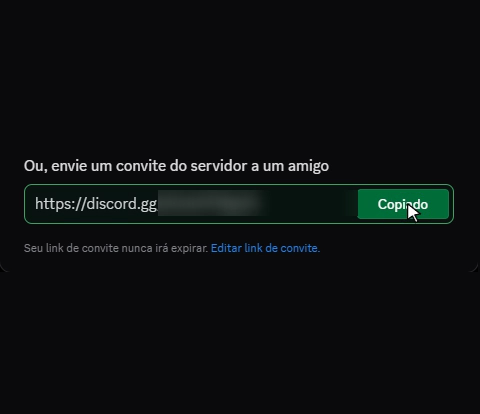 Ou, envie um convite do servidor a um amigo
https://discord.gg
Copiado
Seu link de convite nunca irá expirar. Editar link de convite.